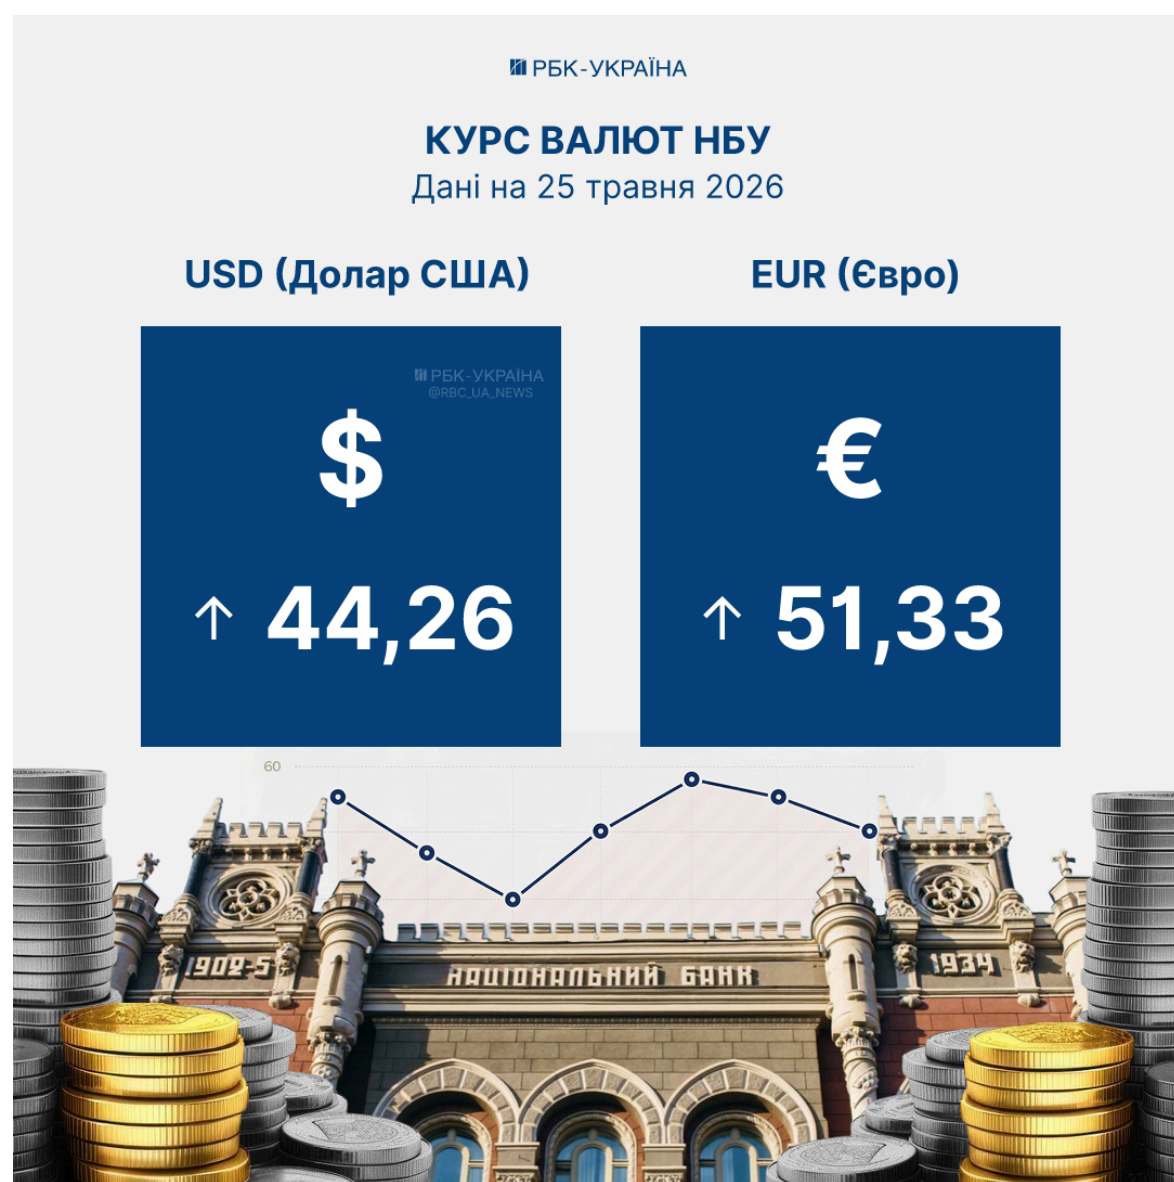 РБК-УКРАЇНА
КУРС ВАЛЮТ НБУ
Дані на 25 травня 2026
USD (Долар США)
EUR (Євро)
РБК-УКРАЇНА
@RBC_UA_NEWS
$
€
↑ 44,26
↑ 51,33
60
1902-5
НАЦІОНАЛЬНИЙ БАНК
1934